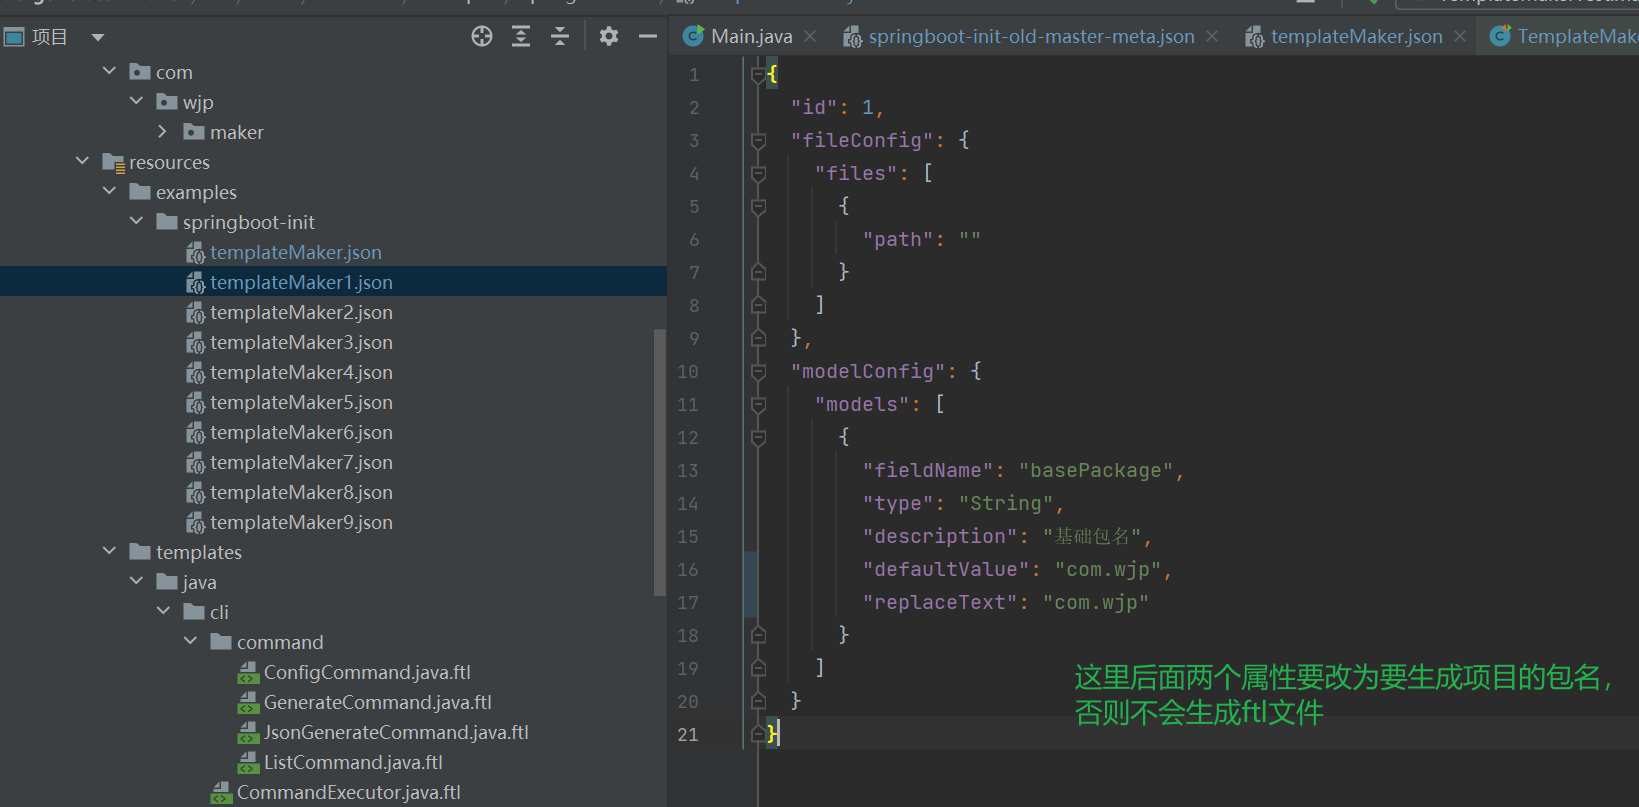 项目
com
wjp
maker
resources
examples
springboot-init
templateMaker.json
templateMaker1.json
templateMaker2.json
templateMaker3.json
templateMaker4.json
templateMaker5.json
templateMaker6.json
templateMaker7.json
templateMaker8.json
templateMaker9.json
templates
java
cli
command
ConfigCommand.java.ftl
GenerateCommand.java.ftl
JsonGenerateCommand.java.ftl
ListCommand.java.ftl
CommandExecutor.java.ftl
Main.java
springboot-init-old-master-meta.json
templateMaker.json
TemplateMake
1 {
2 "id": 1,
3 "fileConfig": {
4 "files": [
5 {
6 "path": ""
7 }
8 ]
9 },
10 "modelConfig": {
11 "models": [
12 {
13 "fieldName": "basePackage",
14 "type": "String",
15 "description": "基础包名",
16 "defaultValue": "com.wjp",
17 "replaceText": "com.wjp"
18 }
19 ]
20 }
21 }
这里后面两个属性要改为要生成项目的包名，
否则不会生成ftl文件